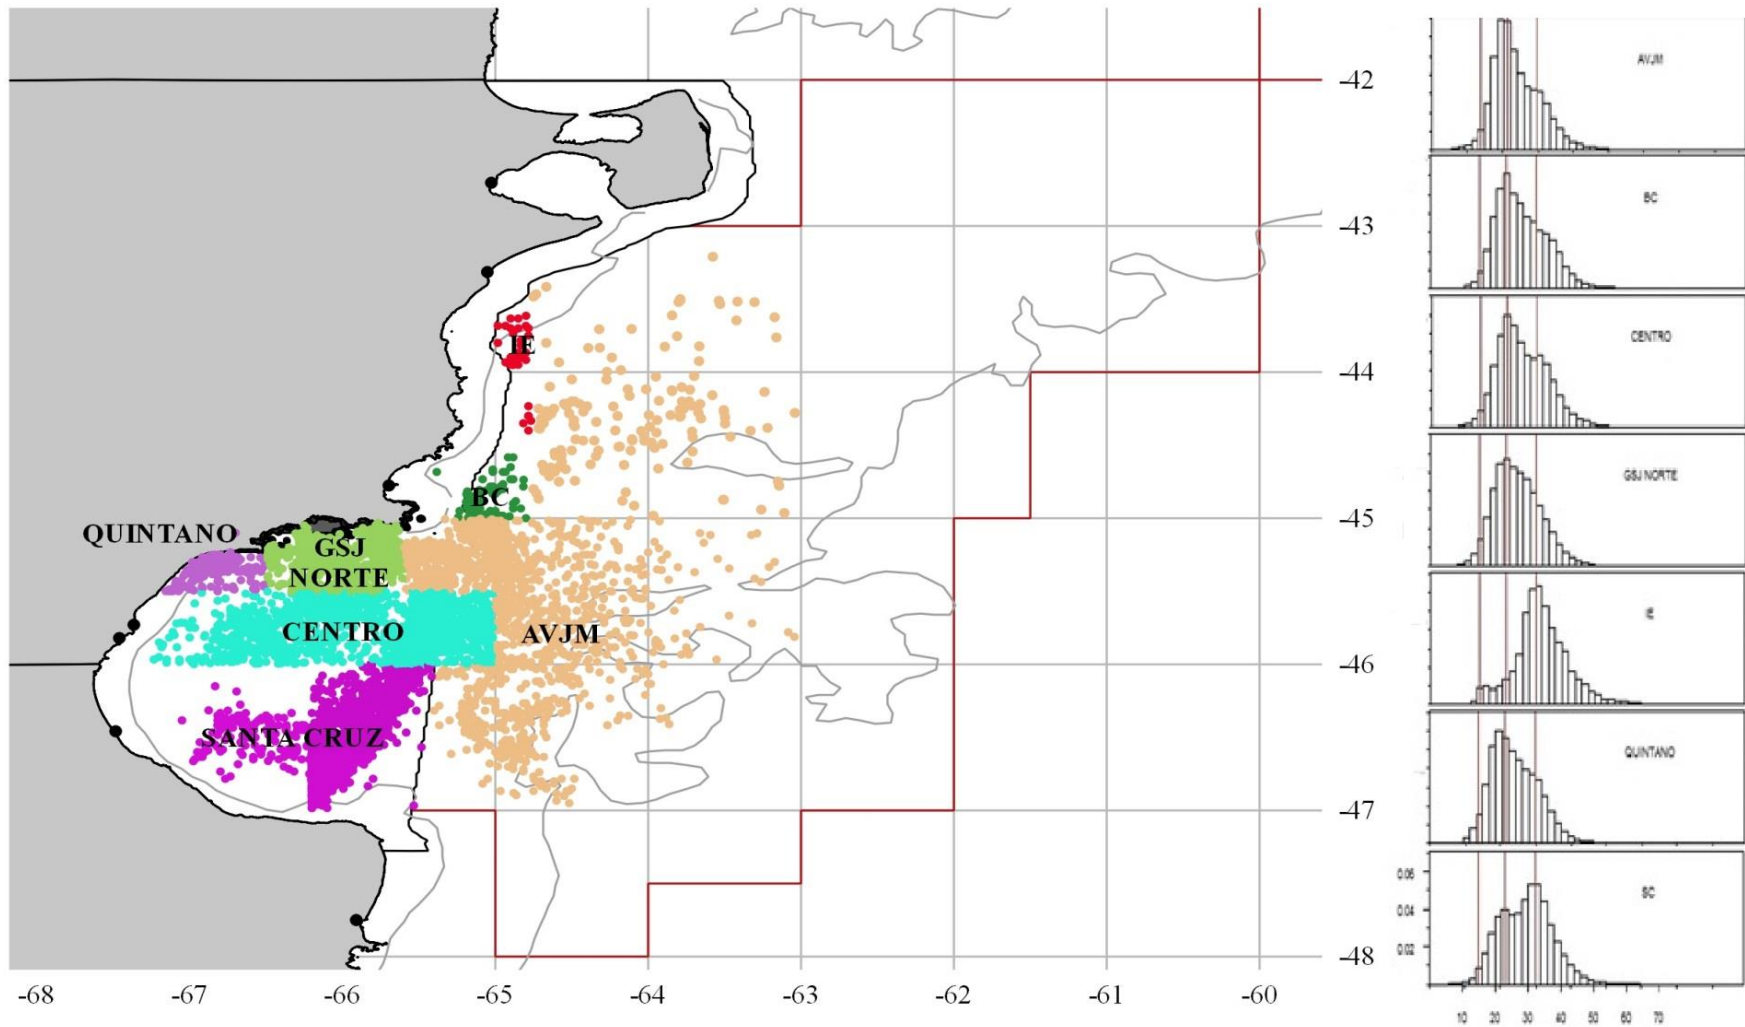 AVJM
-42
BC
-43
IE
CENTRO
-44
BC
GSJ NORTE
-45
QUINTANO
GSJ
NORTE
CENTRO
AVJM
IE
-46
SANTA CRUZ
QUINTANO
-47
0.06
SC
0.04
0.02
-48
-68
-67
-66
-65
-64
-63
-62
-61
-60
10
20
30
40
50
60
70